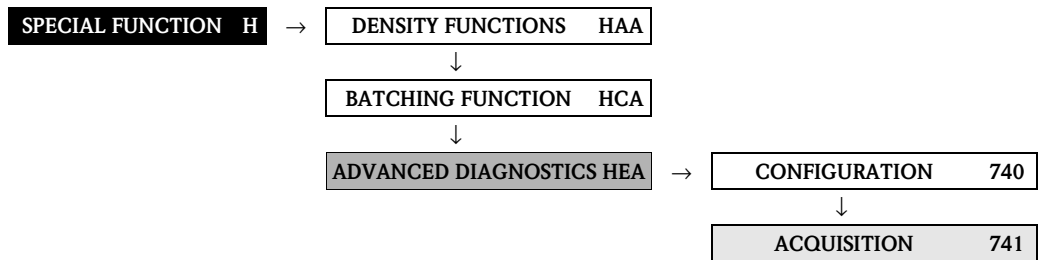 SPECIAL FUNCTION H → DENSITY FUNCTIONS HAA
↓
BATCHING FUNCTION HCA
↓
ADVANCED DIAGNOSTICS HEA → CONFIGURATION 740
↓
ACQUISITION 741